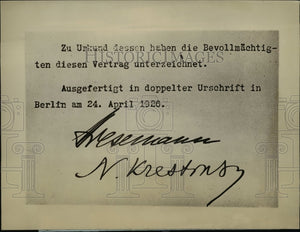 Zu Urkund dessen haben die Bevollmächtig-
ten diesen Vertrag unterzeichnet.
Ausgefertigt in doppelter Urschrift in
Berlin am 24. April 1926.
Stresemann
N. Krestinsky
HISTORIC IMAGES